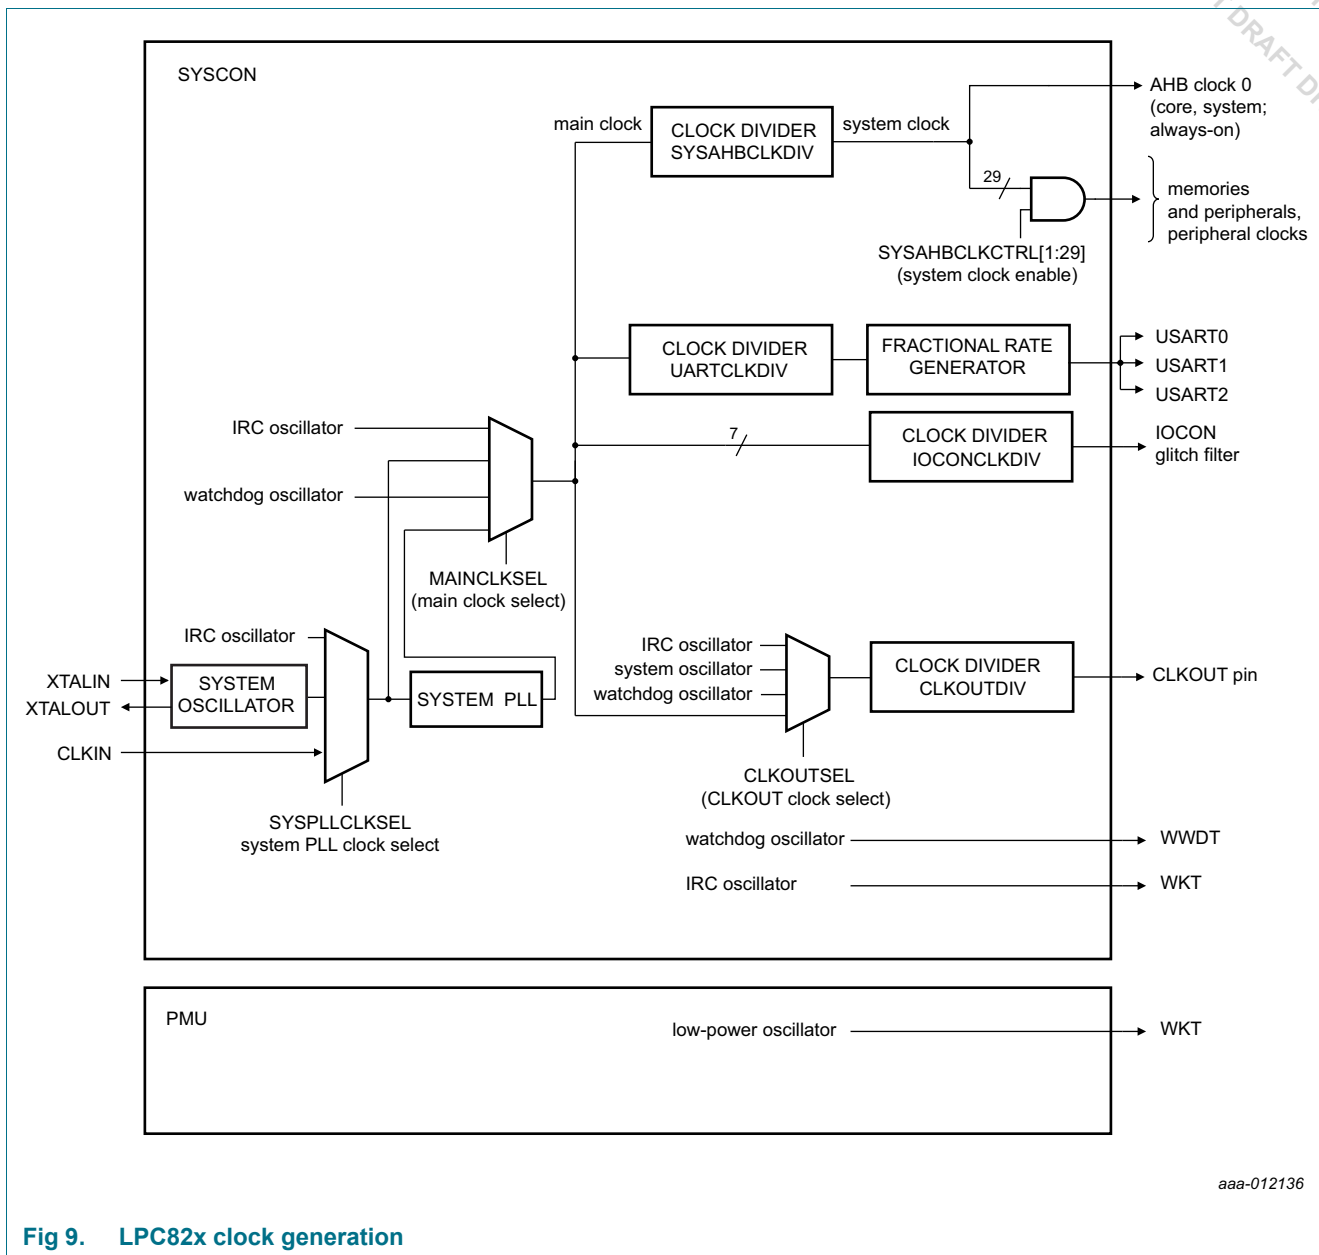 DRAFT
SYSCON
AHB clock 0
(core, system;
always-on)
main clock
CLOCK DIVIDER
SYSAHBCLKDIV
system clock
29
memories
and peripherals,
peripheral clocks
SYSAHBCLKCTRL[1:29]
(system clock enable)
CLOCK DIVIDER
UARTCLKDIV
FRACTIONAL RATE
GENERATOR
USART0
USART1
USART2
IRC oscillator
7
CLOCK DIVIDER
IOCONCLKDIV
IOCON
glitch filter
watchdog oscillator
MAINCLKSEL
(main clock select)
IRC oscillator
XTALIN
XTALOUT
SYSTEM
OSCILLATOR
SYSTEM PLL
CLKIN
SYSPLLCLKSEL
system PLL clock select
IRC oscillator
system oscillator
watchdog oscillator
CLOCK DIVIDER
CLKOUTDIV
CLKOUT pin
CLKOUTSEL
(CLKOUT clock select)
watchdog oscillator
WWDT
IRC oscillator
WKT
PMU
low-power oscillator
WKT
aaa-012136
Fig 9. LPC82x clock generation